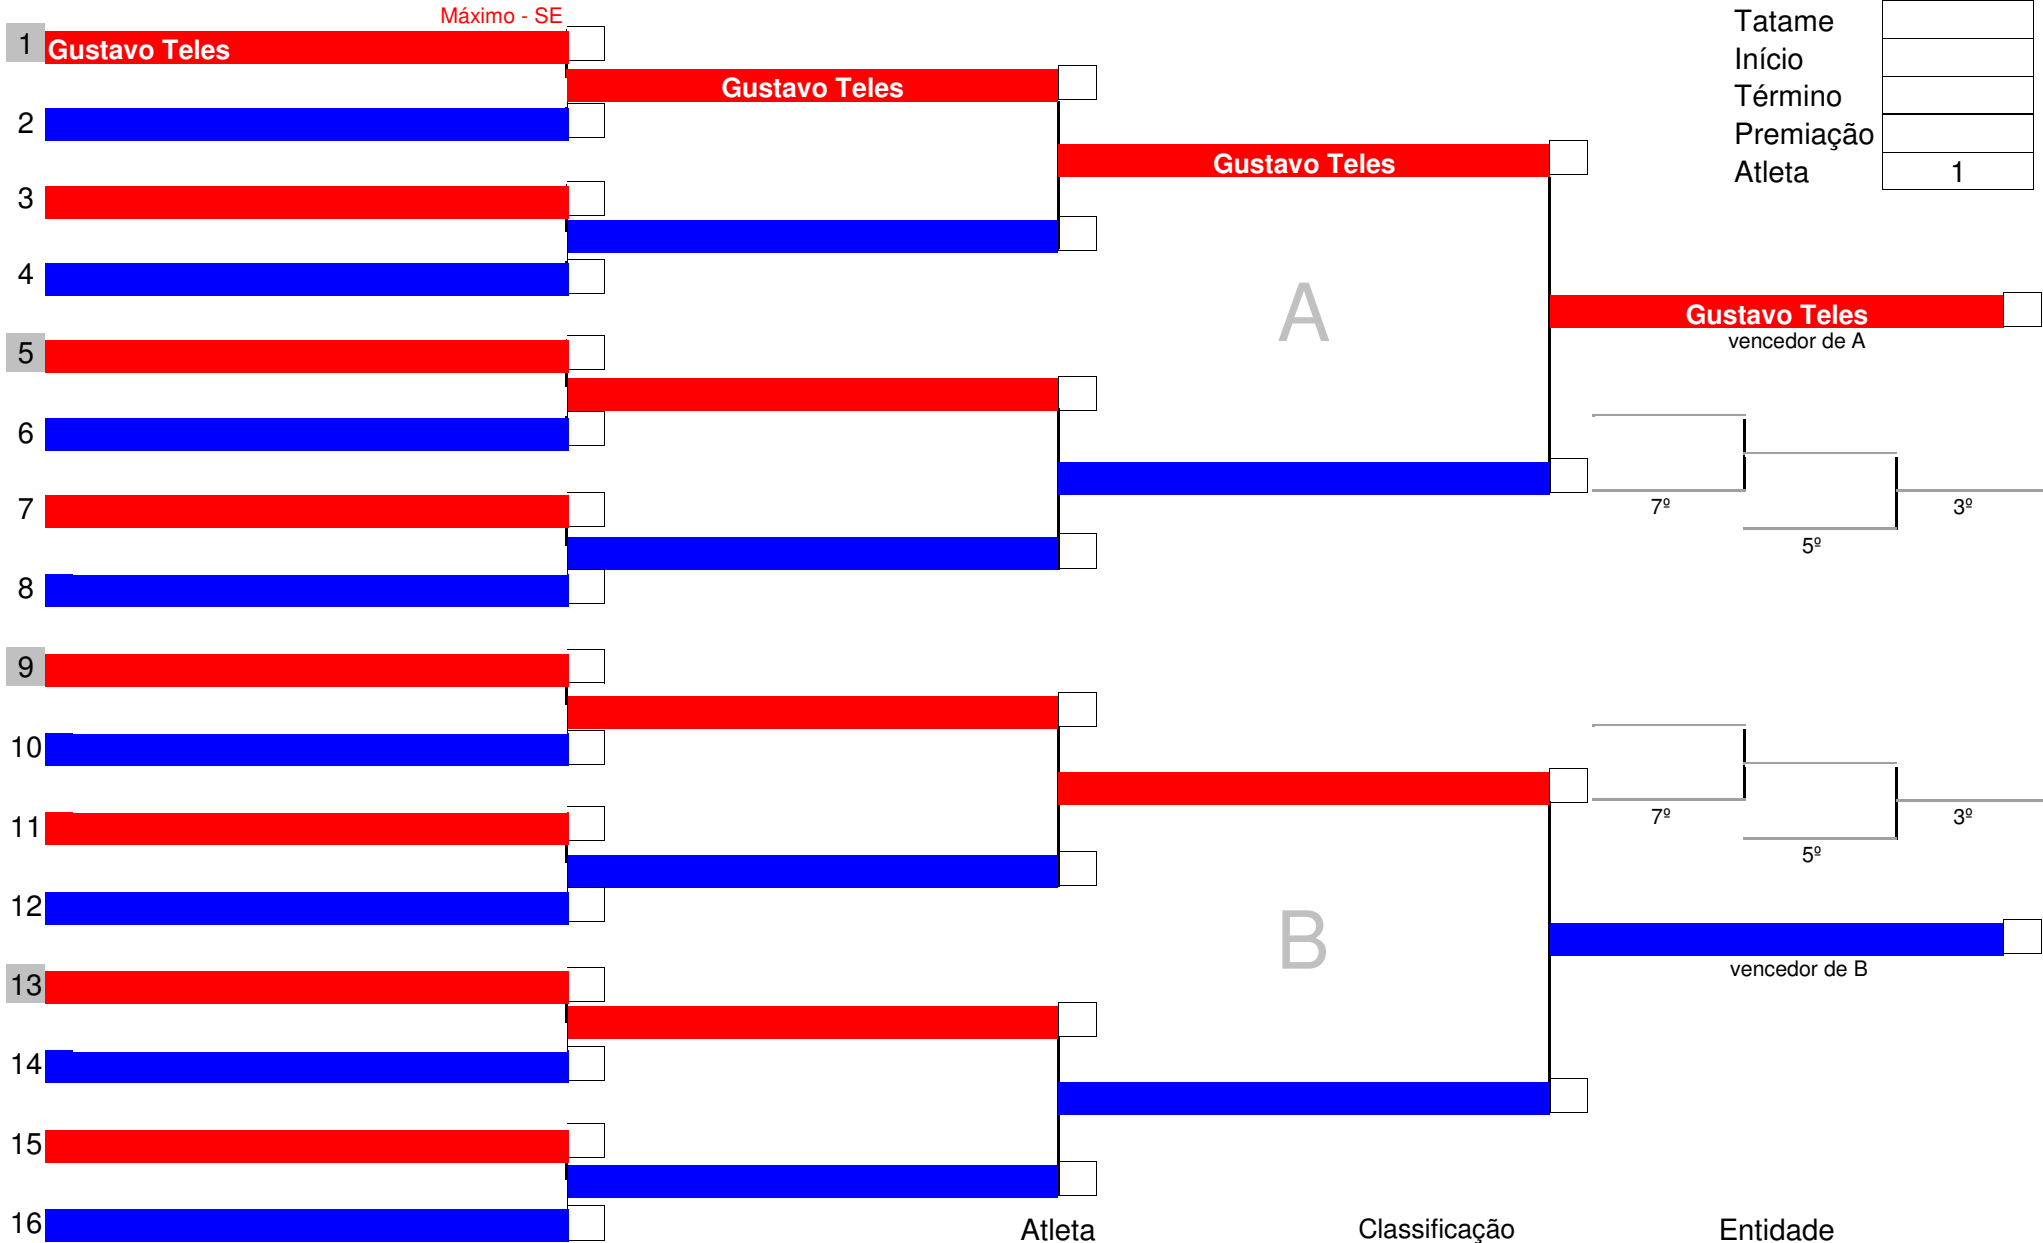 Máximo - SE
Tatame
1 Gustavo Teles
Início
Gustavo Teles
Término
2
Premiação
Gustavo Teles
Atleta 1
3
4
A
Gustavo Teles
vencedor de A
5
6
7
7º 3º
5º
8
9
10
11
7º 3º
5º
12
B
vencedor de B
13
14
15
16
Atleta Classificação Entidade